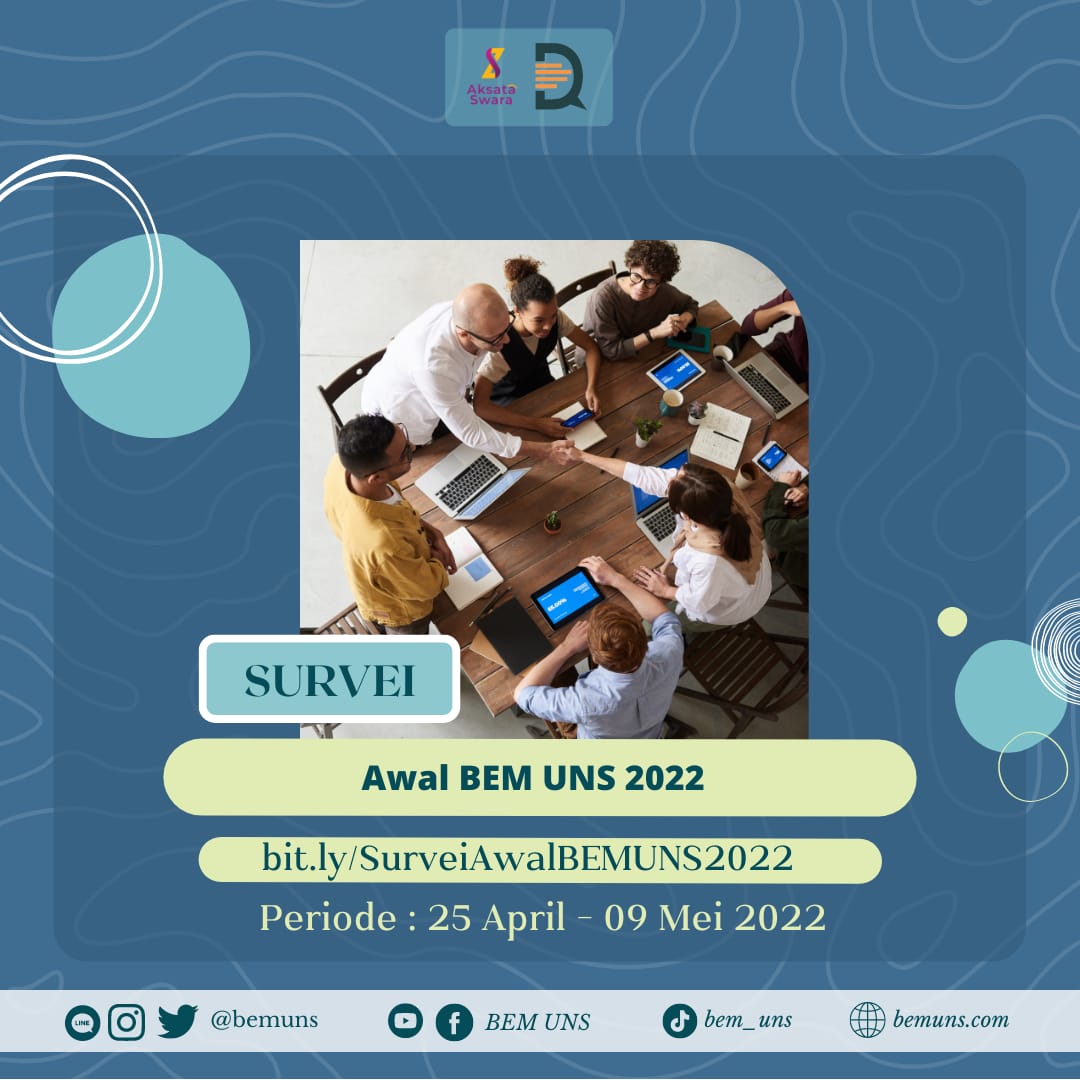 Aksata
Swara
SURVEI
Awal BEM UNS 2022
bit.ly/SurveiAwalBEMUNS2022
Periode : 25 April - 09 Mei 2022
LINE
@bemuns
BEM UNS
bem_uns
bemuns.com